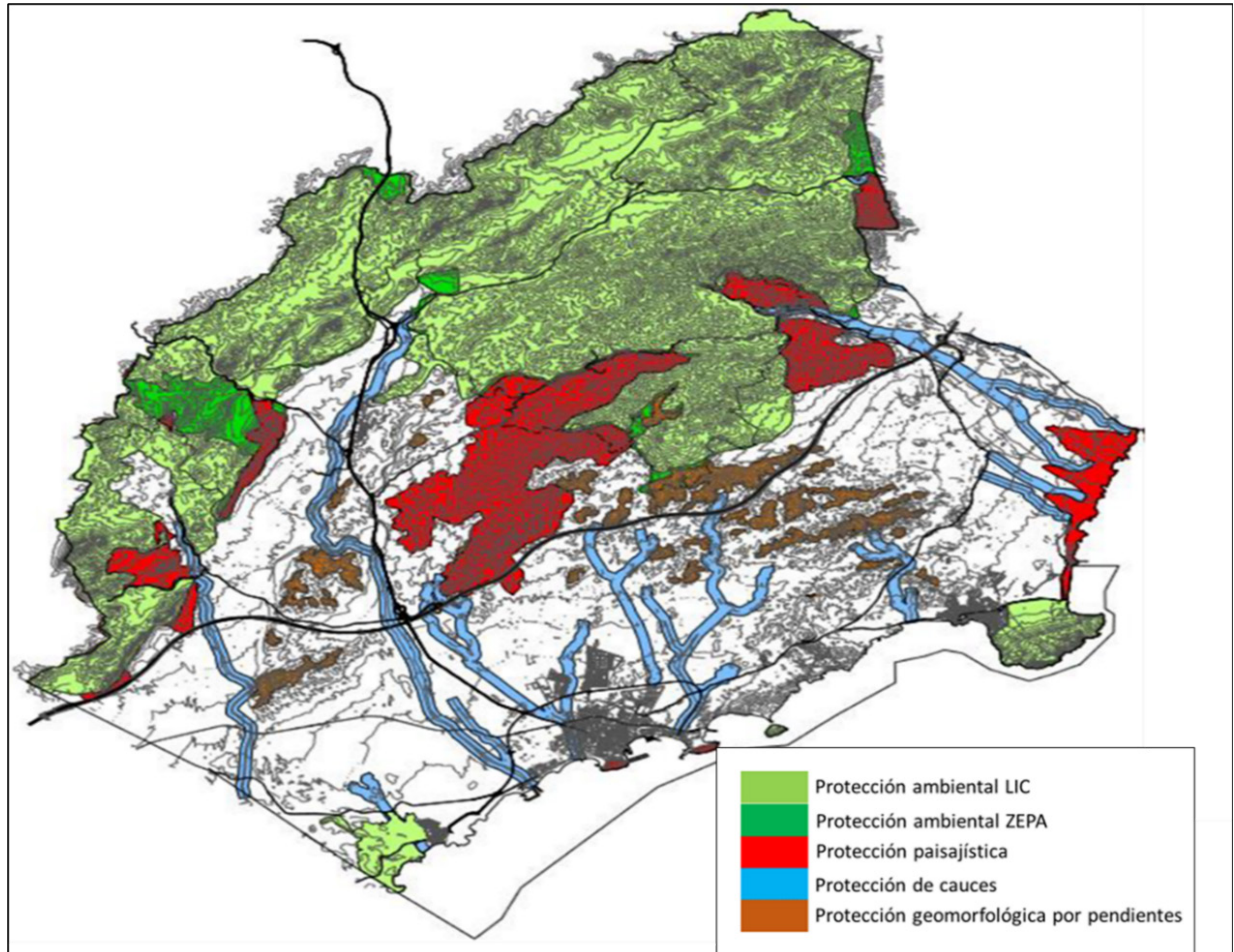 Protección ambiental LIC
Protección ambiental ZEPA
Protección paisajística
Protección de cauces
Protección geomorfológica por pendientes